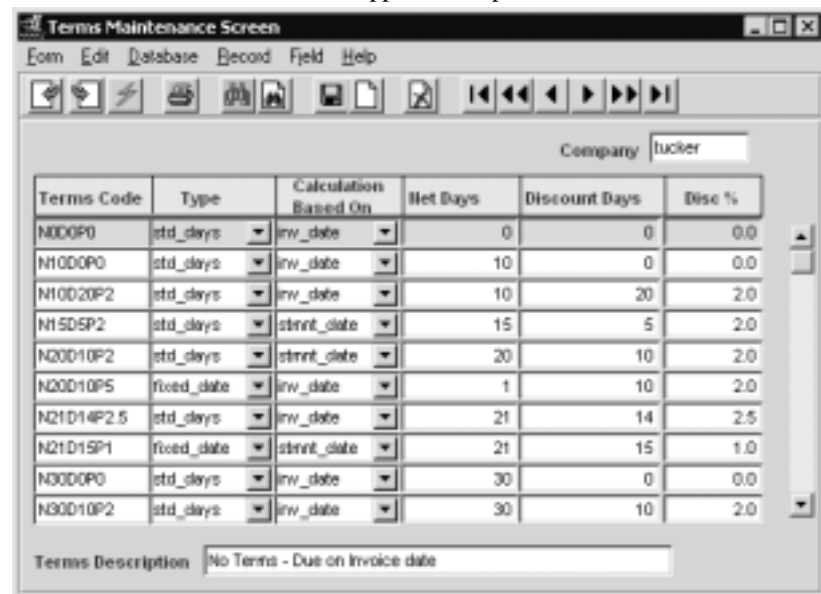 Terms Maintenance Screen
Form Edit Database Record Field Help
Company tucker
Terms Code Type Calculation Based On Net Days Discount Days Disc %
N0D0P0 std_days inv_date 0 0 0.0
N10D0P0 std_days inv_date 10 0 0.0
N10D20P2 std_days inv_date 10 20 2.0
N15D5P2 std_days stmnt_date 15 5 2.0
N20D10P2 std_days stmnt_date 20 10 2.0
N20D10P5 fixed_date inv_date 1 10 2.0
N21D14P2.5 std_days inv_date 21 14 2.5
N21D15P1 fixed_date stmnt_date 21 15 1.0
N30D0P0 std_days inv_date 30 0 0.0
N30D10P2 std_days inv_date 30 10 2.0
Terms Description No Terms - Due on Invoice date